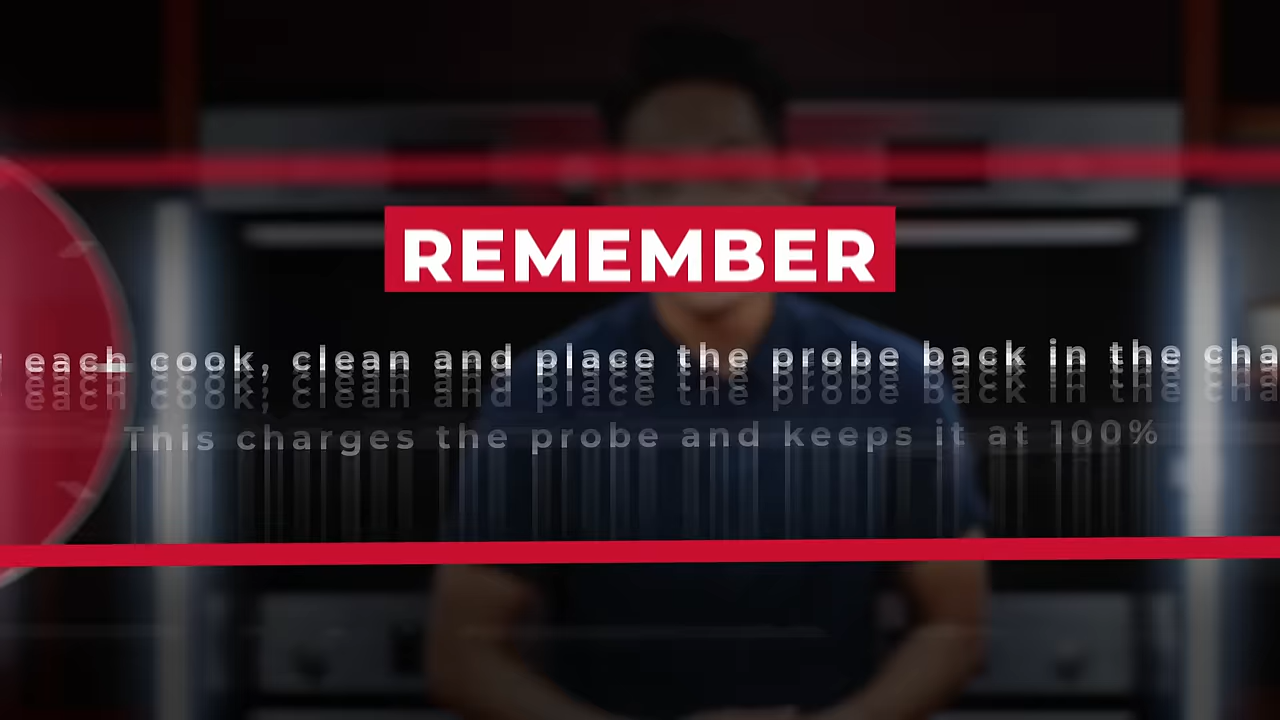 REMEMBER
each cook, clean and place the probe back in the cha
This charges the probe and keeps it at 100%